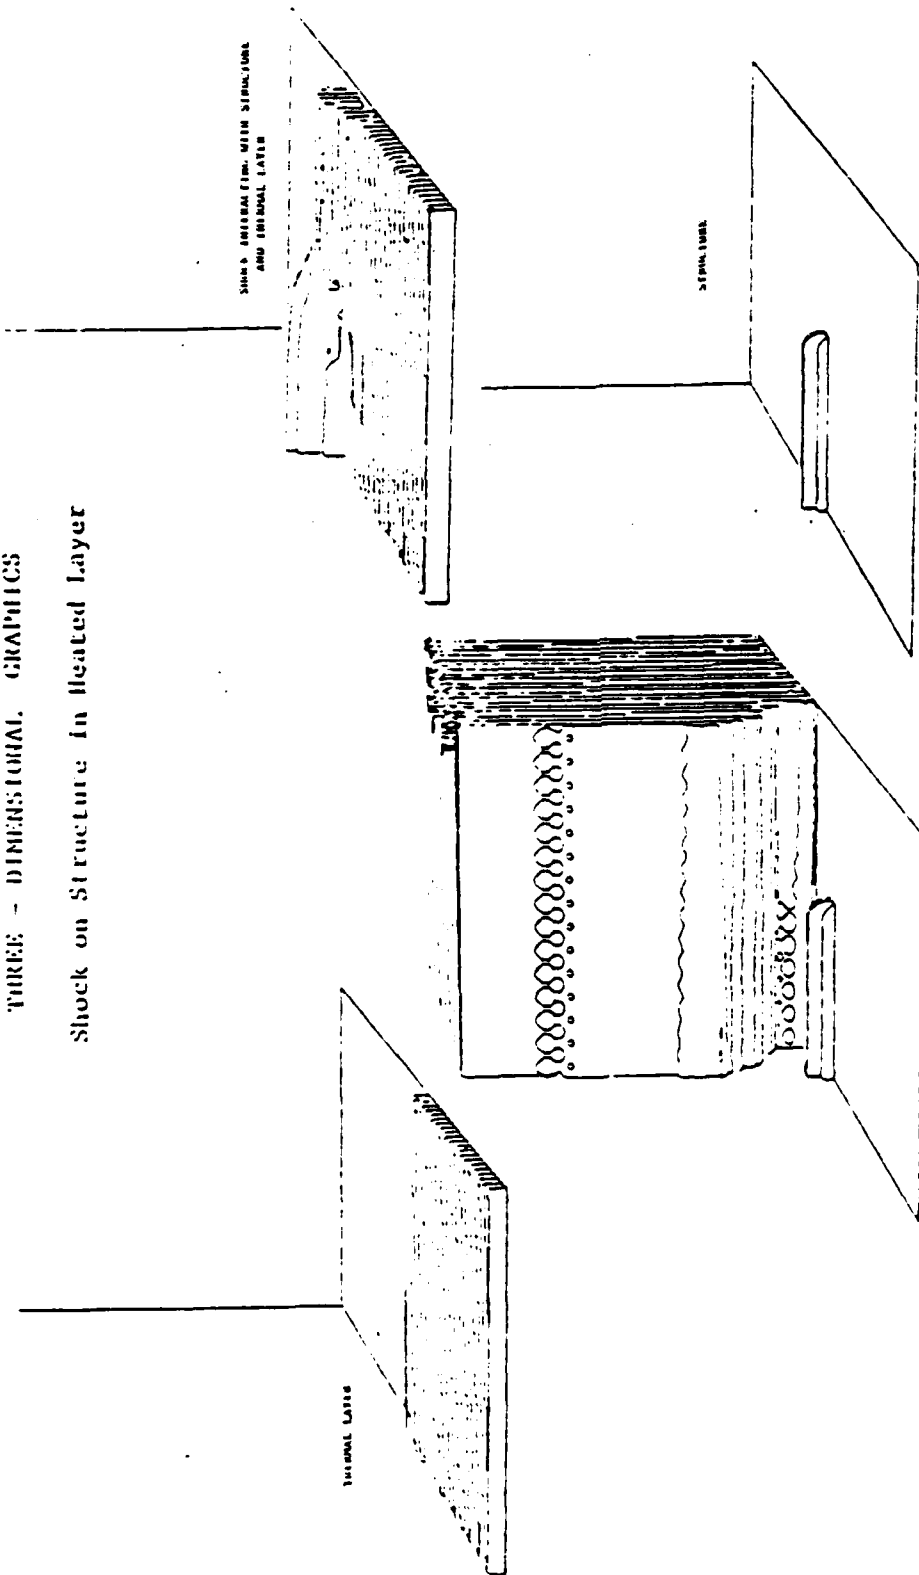 THREE - DIMENSIONAL GRAPHICS
Shock on Structure in Heated Layer
THERMAL LAYER
SHOCK INTERACTING WITH STRUCTURE
AND THERMAL LAYER
STRUCTURE